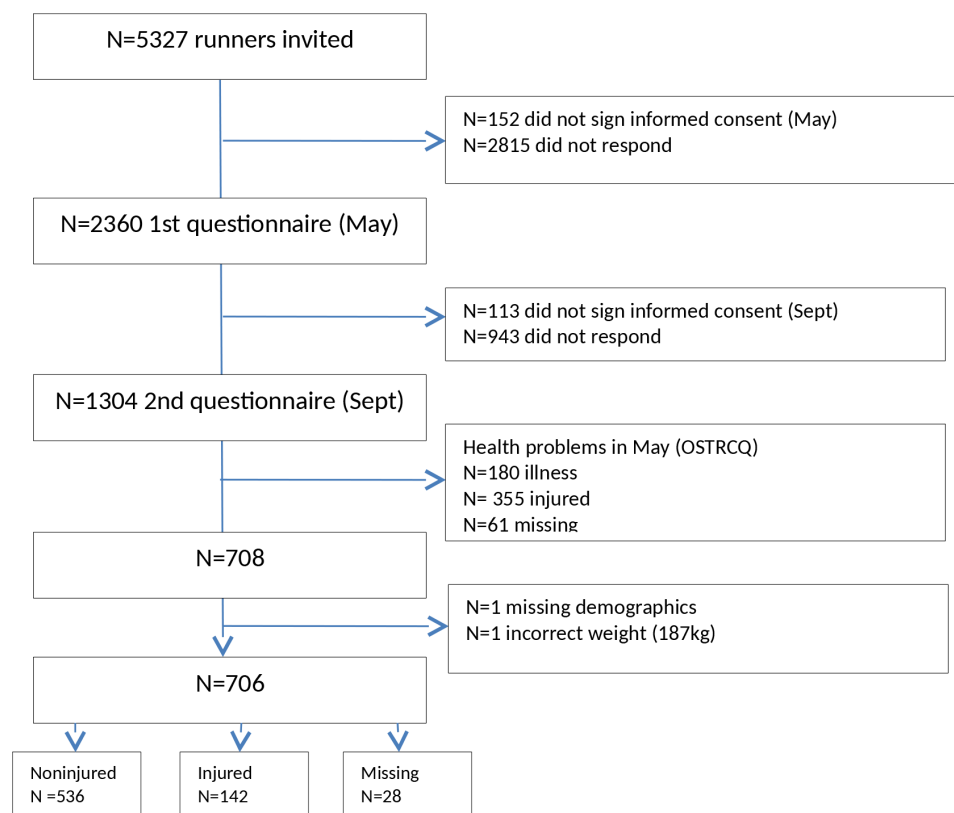 N=5327 runners invited
N=152 did not sign informed consent (May)
N=2815 did not respond
N=2360 1st questionnaire (May)
N=113 did not sign informed consent (Sept)
N=943 did not respond
N=1304 2nd questionnaire (Sept)
Health problems in May (OSTRCQ)
N=180 illness
N= 355 injured
N=61 missing
N=708
N=1 missing demographics
N=1 incorrect weight (187kg)
N=706
Noninjured
N =536
Injured
N=142
Missing
N=28